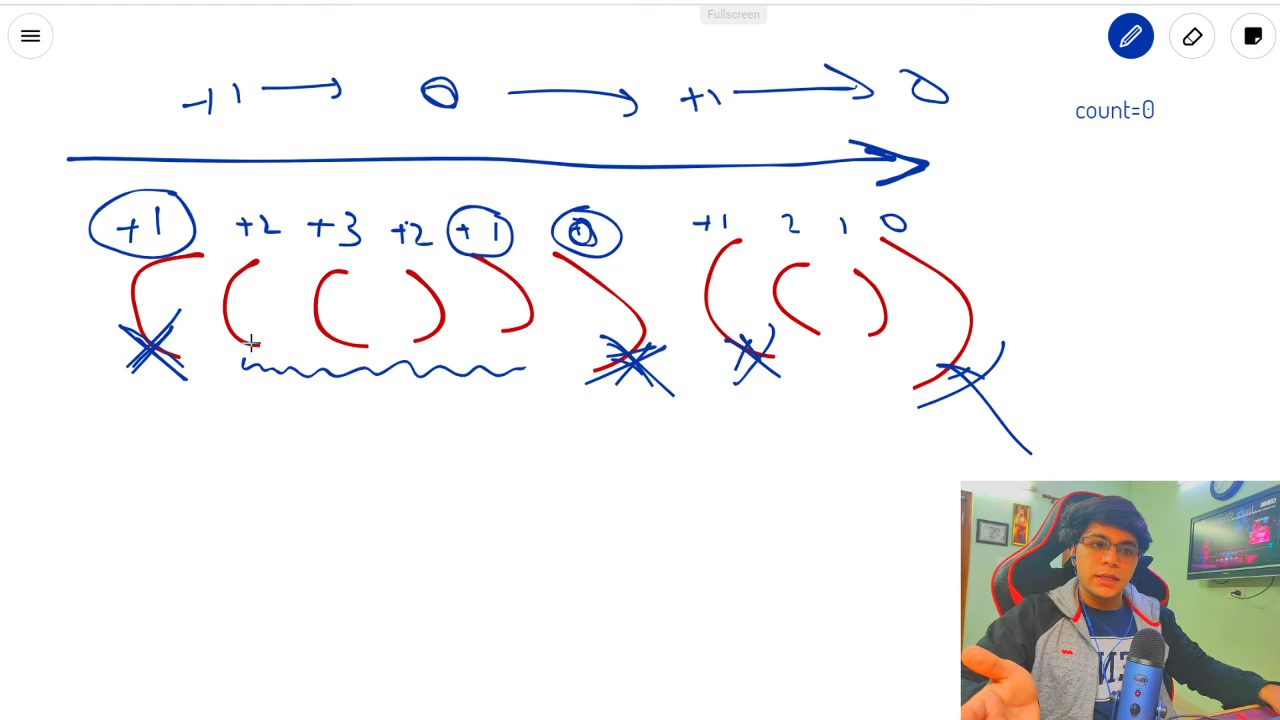 Fullscreen
+1 → 0 → +1 → 0
count=0
+1 +2 +3 +2 +1 0 +1 2 1 0
( ( ( ) ) ) ( ( ) )